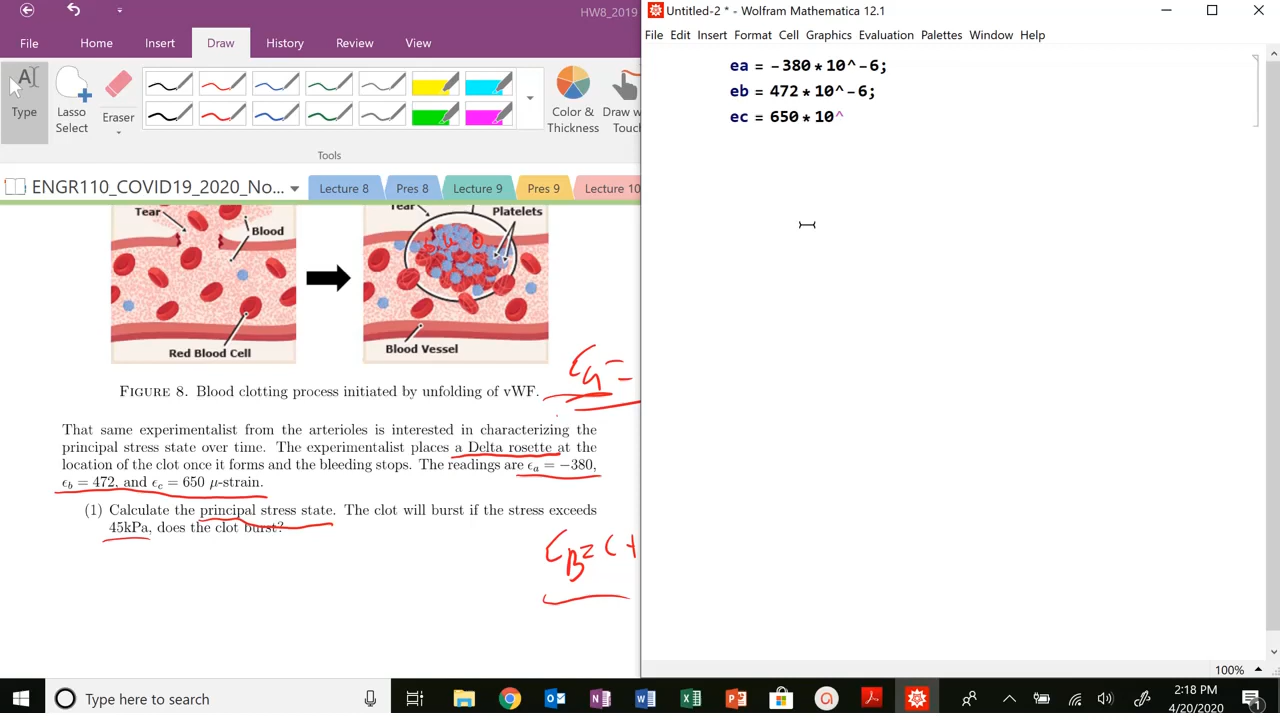 HW8_2019
File Home Insert Draw History Review View
Type
Lasso Select
Eraser
Color & Thickness
Draw w
Touc
Tools
ENGR110_COVID19_2020_No...
Lecture 8 Pres 8 Lecture 9 Pres 9 Lecture 10
Tear
Blood
Red Blood Cell
Tear
Platelets
Blood Vessel
FIGURE 8. Blood clotting process initiated by unfolding of vWF.
That same experimentalist from the arterioles is interested in characterizing the
principal stress state over time. The experimentalist places a Delta rosette at the
location of the clot once it forms and the bleeding stops. The readings are ϵa = −380,
ϵb = 472, and ϵc = 650 μ-strain.
(1) Calculate the principal stress state. The clot will burst if the stress exceeds
45kPa, does the clot burst?
Untitled-2 * - Wolfram Mathematica 12.1
File Edit Insert Format Cell Graphics Evaluation Palettes Window Help
ea = -380*10^-6;
eb = 472*10^-6;
ec = 650*10^
100%
Type here to search
2:18 PM
4/20/2020